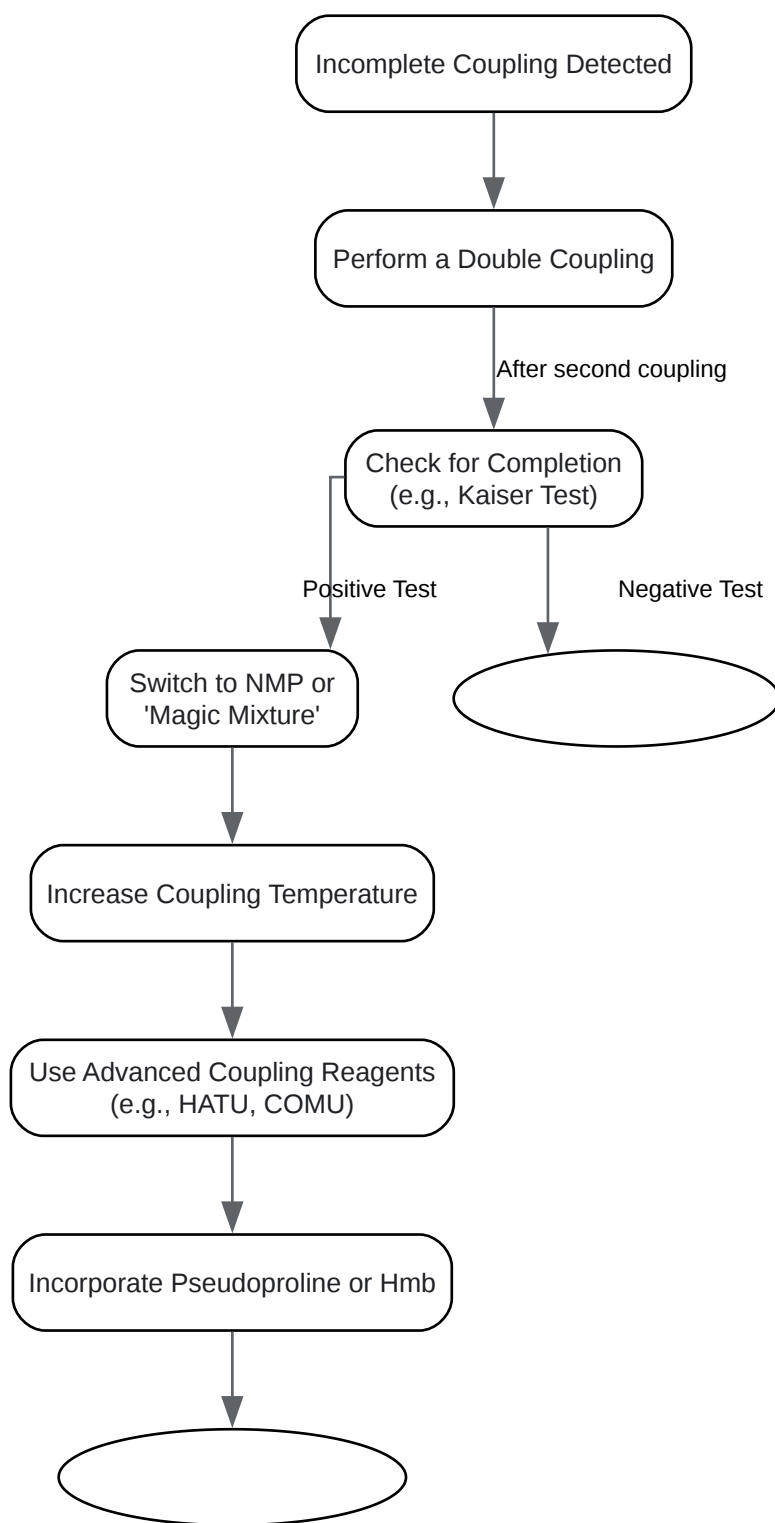 Incomplete Coupling Detected
Perform a Double Coupling
After second coupling
Check for Completion
(e.g., Kaiser Test)
Positive Test
Negative Test
Switch to NMP or
'Magic Mixture'
Increase Coupling Temperature
Use Advanced Coupling Reagents
(e.g., HATU, COMU)
Incorporate Pseudoproline or Hmb